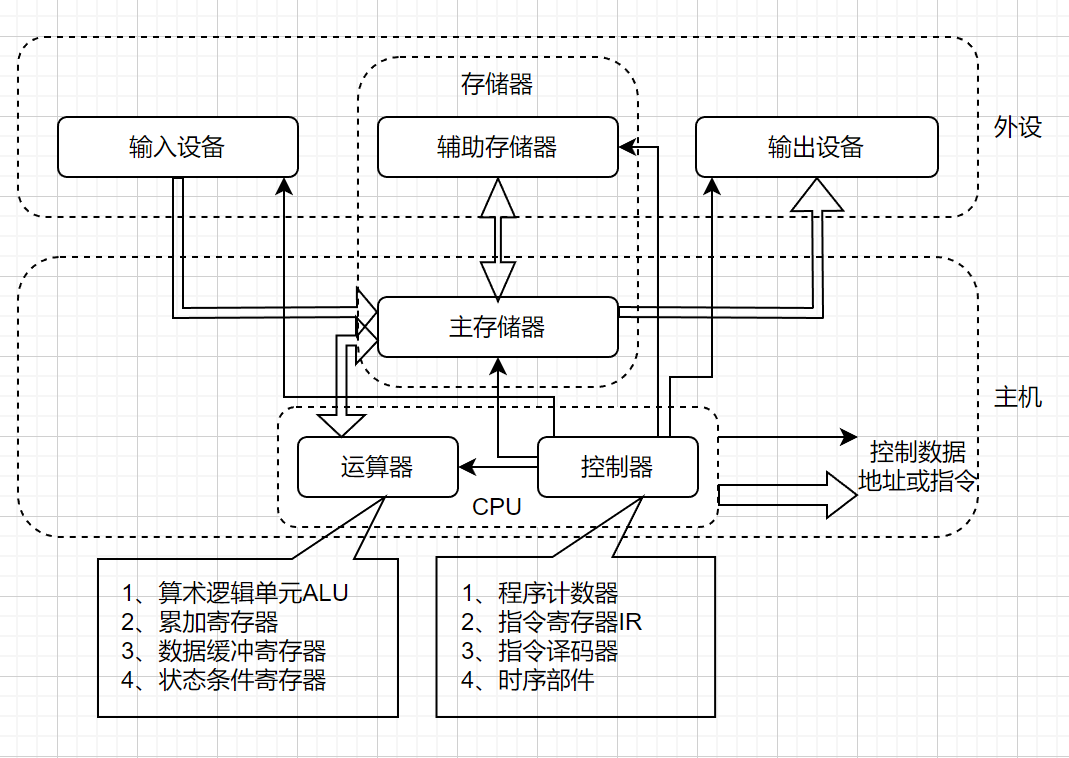 存储器
输入设备
辅助存储器
输出设备
外设
主存储器
主机
运算器
控制器
CPU
控制数据
地址或指令
1、算术逻辑单元ALU
2、累加寄存器
3、数据缓冲寄存器
4、状态条件寄存器
1、程序计数器
2、指令寄存器IR
3、指令译码器
4、时序部件